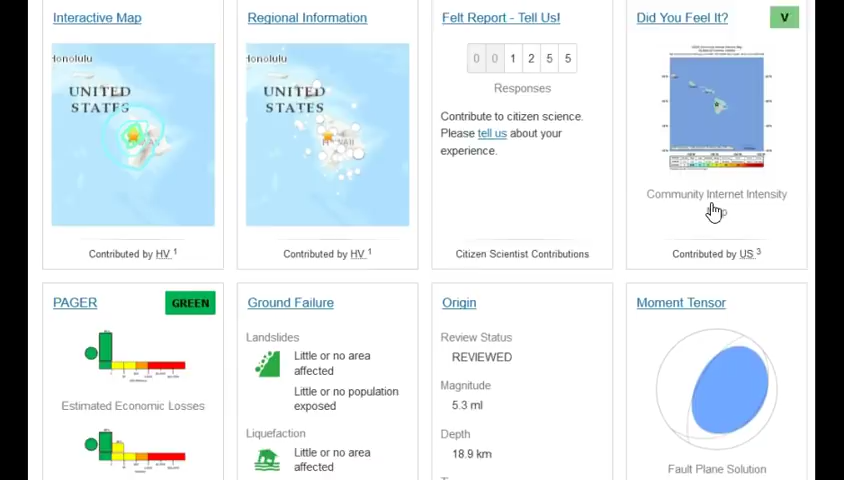 Interactive Map
Honolulu
UNITED
STATES
Contributed by HV 1
Regional Information
Honolulu
UNITED
STATES
Contributed by HV 1
Felt Report - Tell Us!
0 0 1 2 5 5
Responses
Contribute to citizen science.
Please tell us about your
experience.
Citizen Scientist Contributions
Did You Feel It?
V
Community Internet Intensity
Contributed by US 3
PAGER
GREEN
Estimated Economic Losses
Ground Failure
Landslides
Little or no area
affected
Little or no population
exposed
Liquefaction
Little or no area
affected
Origin
Review Status
REVIEWED
Magnitude
5.3 ml
Depth
18.9 km
Moment Tensor
Fault Plane Solution